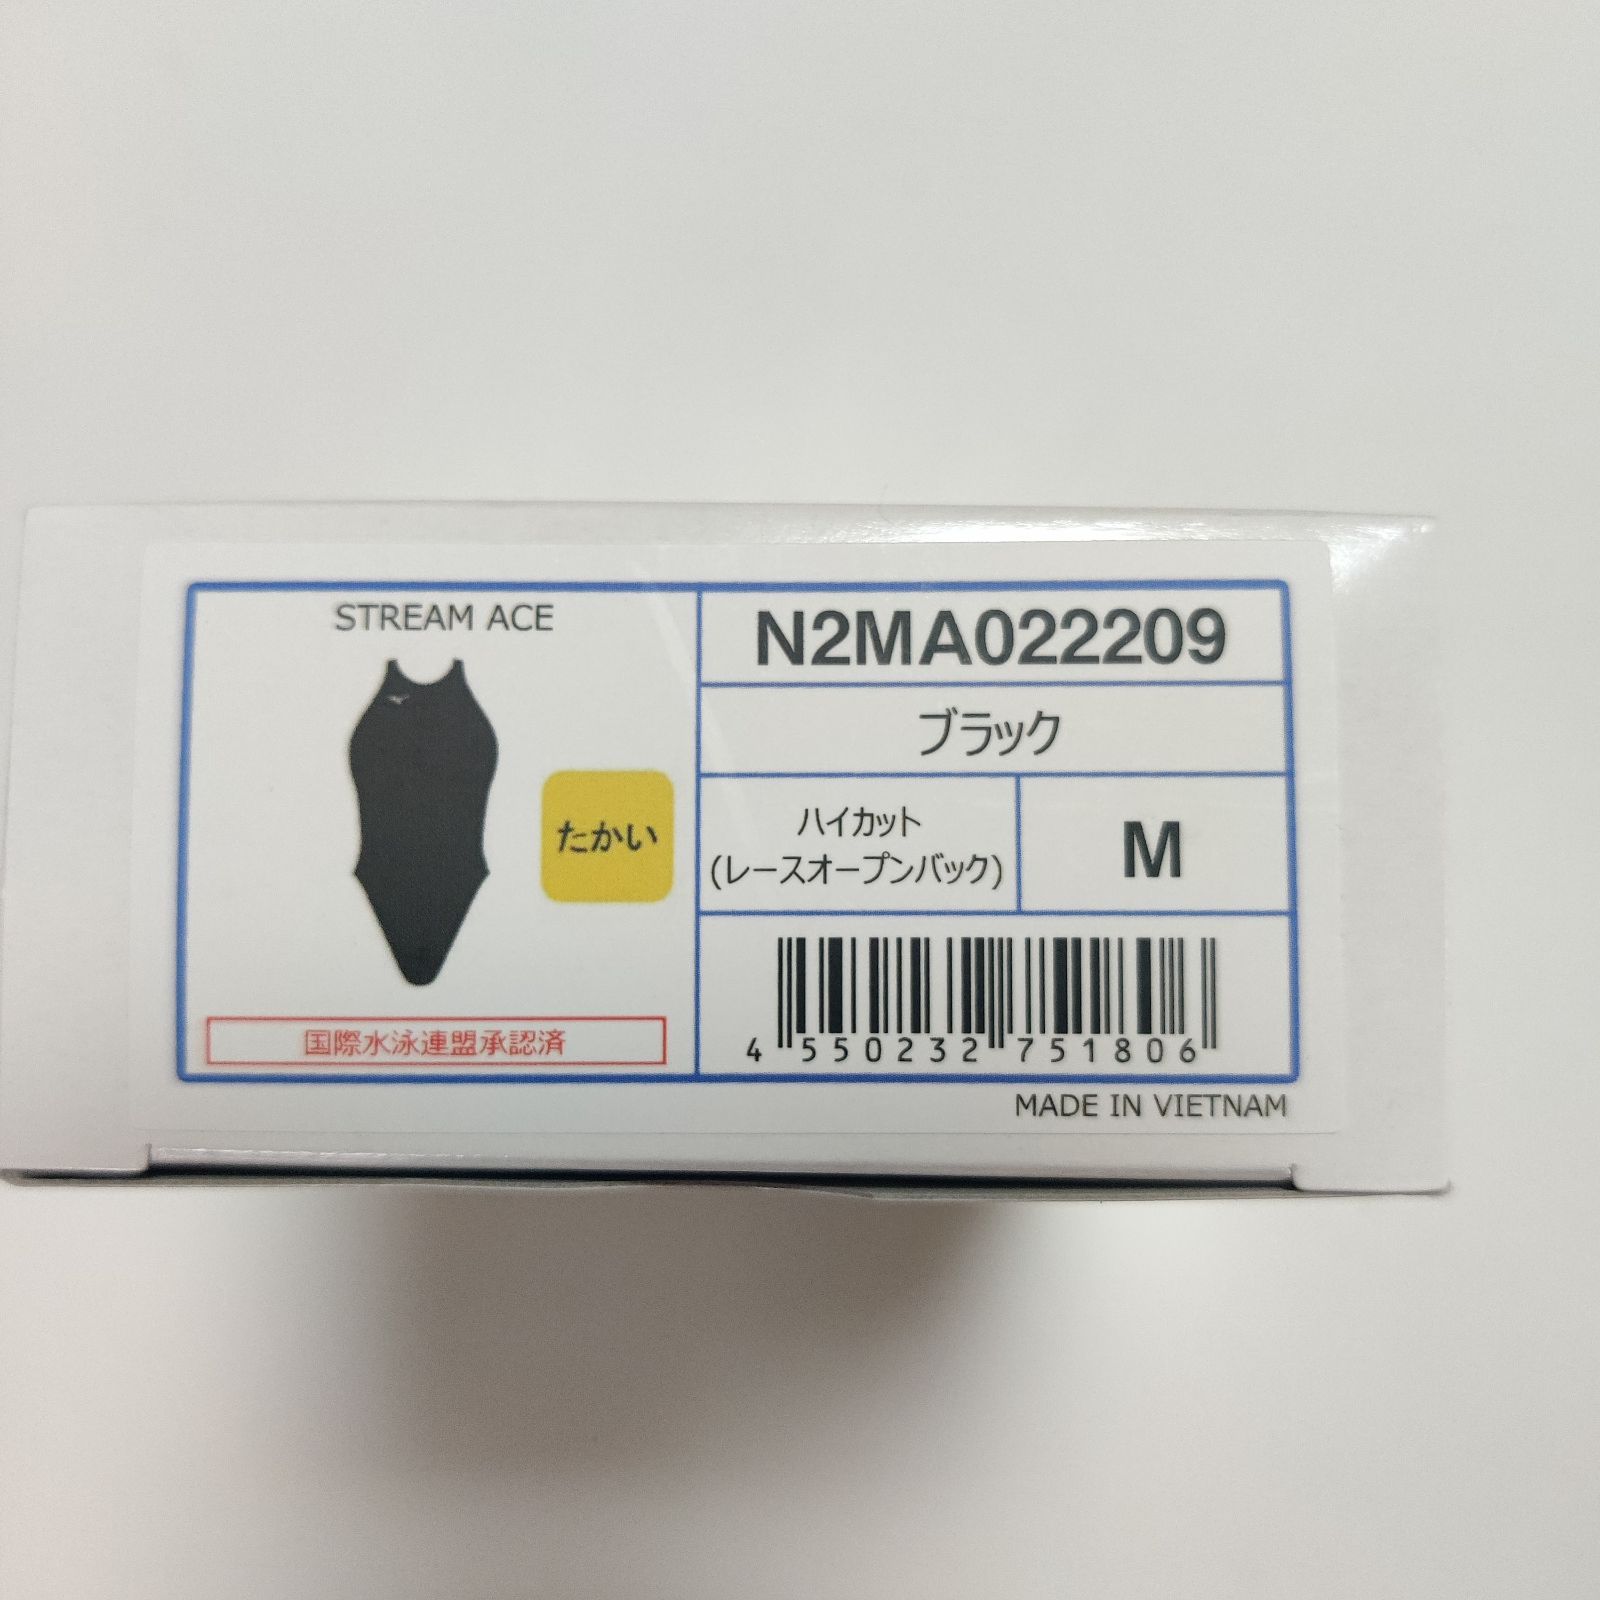 STREAM ACE
たかい
国際水泳連盟承認済
N2MA022209
ブラック
ハイカット
(レースオープンバック)
M
4 550232 751806
MADE IN VIETNAM